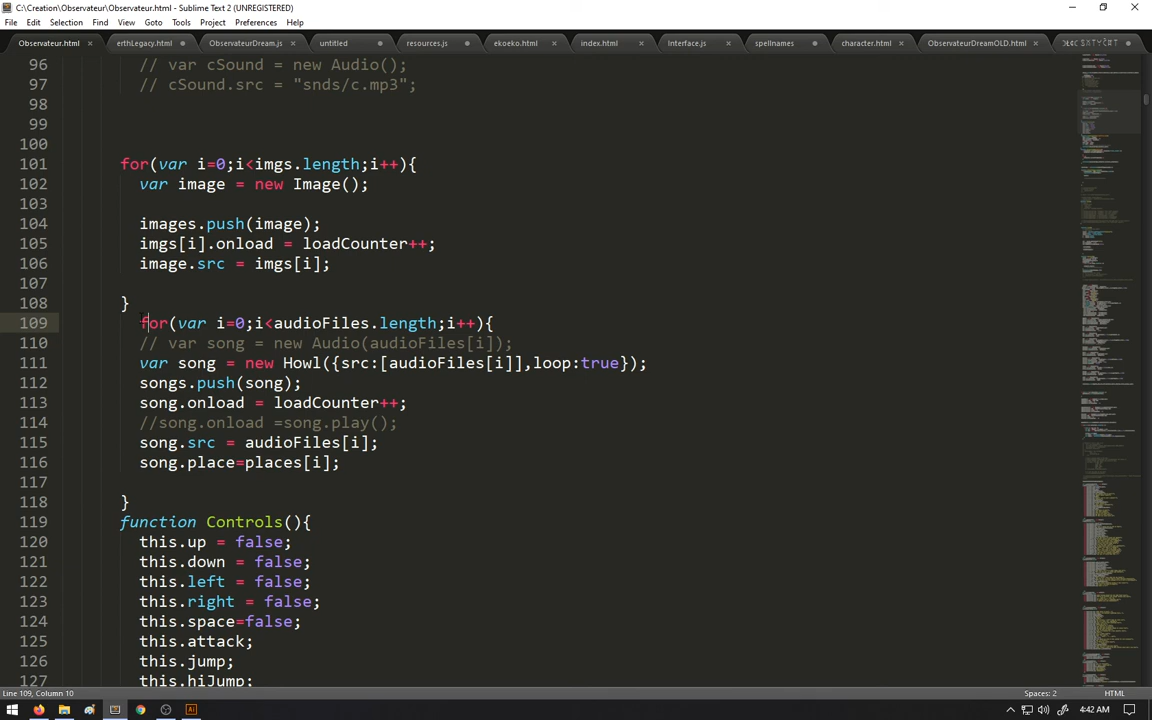 C:\Creation\Observateur\Observateur.html - Sublime Text 2 (UNREGISTERED)
File Edit Selection Find View Goto Tools Project Preferences Help
Observateur.html erthLegacy.html ObservateurDream.js untitled resources.js ekoeko.html index.html Interface.js spellnames character.html ObservateurDreamOLD.html
96 // var cSound = new Audio();
97 // cSound.src = "snds/c.mp3";
98
99
100
101 for(var i=0;i<imgs.length;i++){
102 var image = new Image();
103
104 images.push(image);
105 imgs[i].onload = loadCounter++;
106 image.src = imgs[i];
107
108 }
109 for(var i=0;i<audioFiles.length;i++){
110 // var song = new Audio(audioFiles[i]);
111 var song = new Howl({src:[audioFiles[i]],loop:true});
112 songs.push(song);
113 song.onload = loadCounter++;
114 //song.onload =song.play();
115 song.src = audioFiles[i];
116 song.place=places[i];
117
118 }
119 function Controls(){
120 this.up = false;
121 this.down = false;
122 this.left = false;
123 this.right = false;
124 this.space=false;
125 this.attack;
126 this.jump;
127 this.hiJump;
Line 109, Column 10 Spaces: 2 HTML
4:42 AM